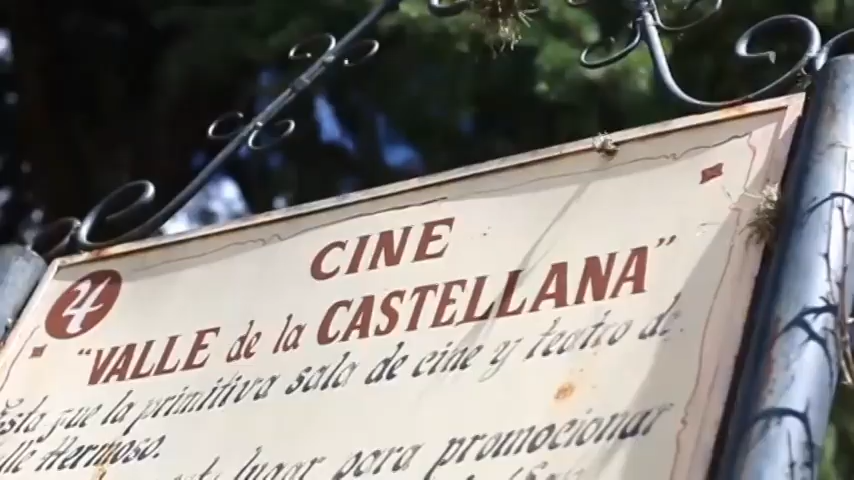 4
CINE
"VALLE de la CASTELLANA"
Esta fue la primitiva sala de cine y teatro de
Valle Hermoso.
lugar para promocionar